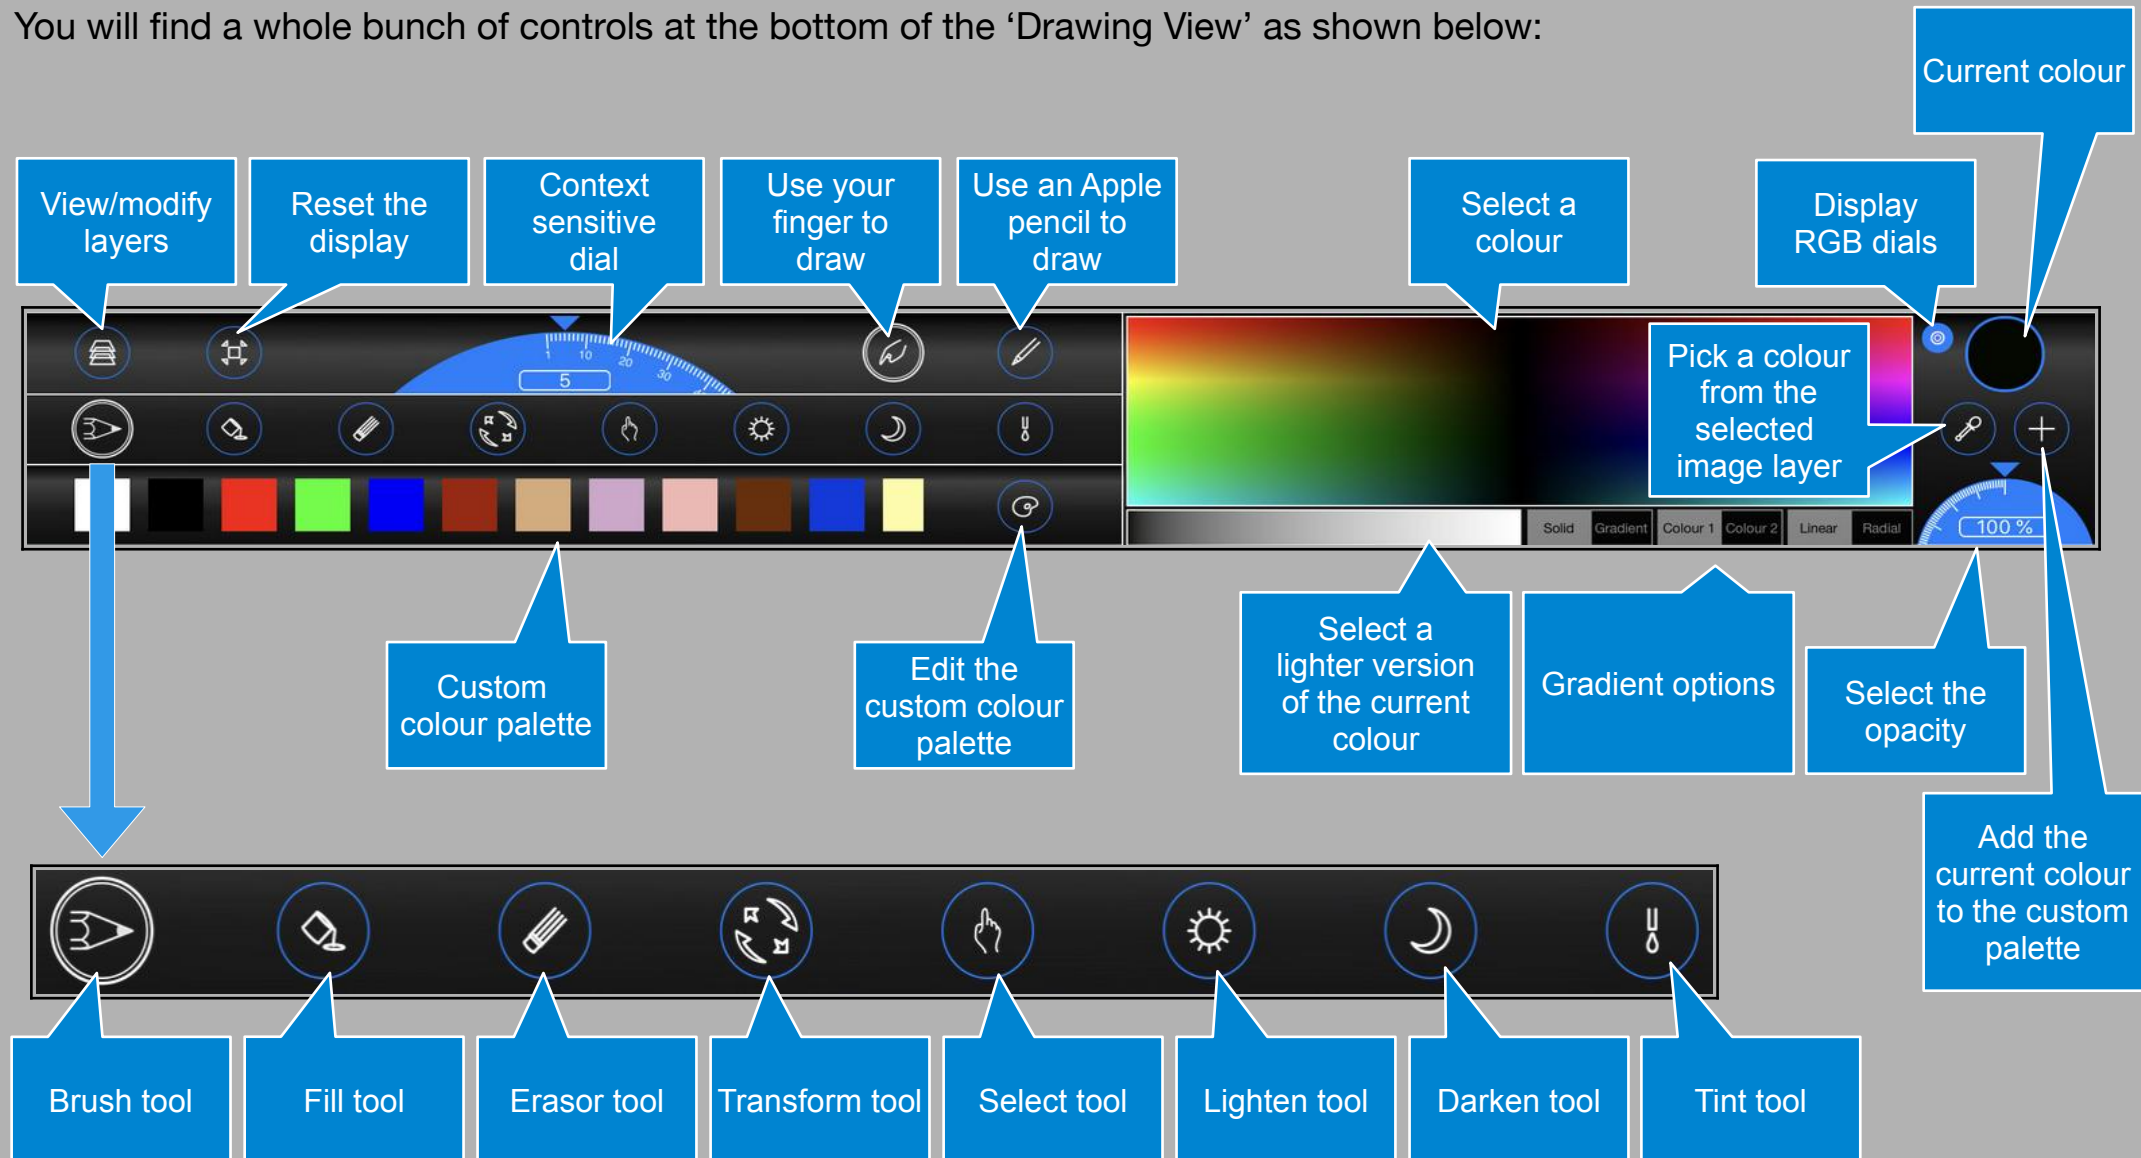 You will find a whole bunch of controls at the bottom of the ‘Drawing View’ as shown below:
Current colour
View/modify
layers
Reset the
display
Context
sensitive
dial
Use your
finger to
draw
Use an Apple
pencil to
draw
Select a
colour
Display
RGB dials
1
10
20
30
5
Pick a colour
from the
selected
image layer
Solid
Gradient
Colour 1
Colour 2
Linear
Radial
100 %
Custom
colour palette
Edit the
custom colour
palette
Select a
lighter version
of the current
colour
Gradient options
Select the
opacity
Add the
current colour
to the custom
palette
Brush tool
Fill tool
Erasor tool
Transform tool
Select tool
Lighten tool
Darken tool
Tint tool